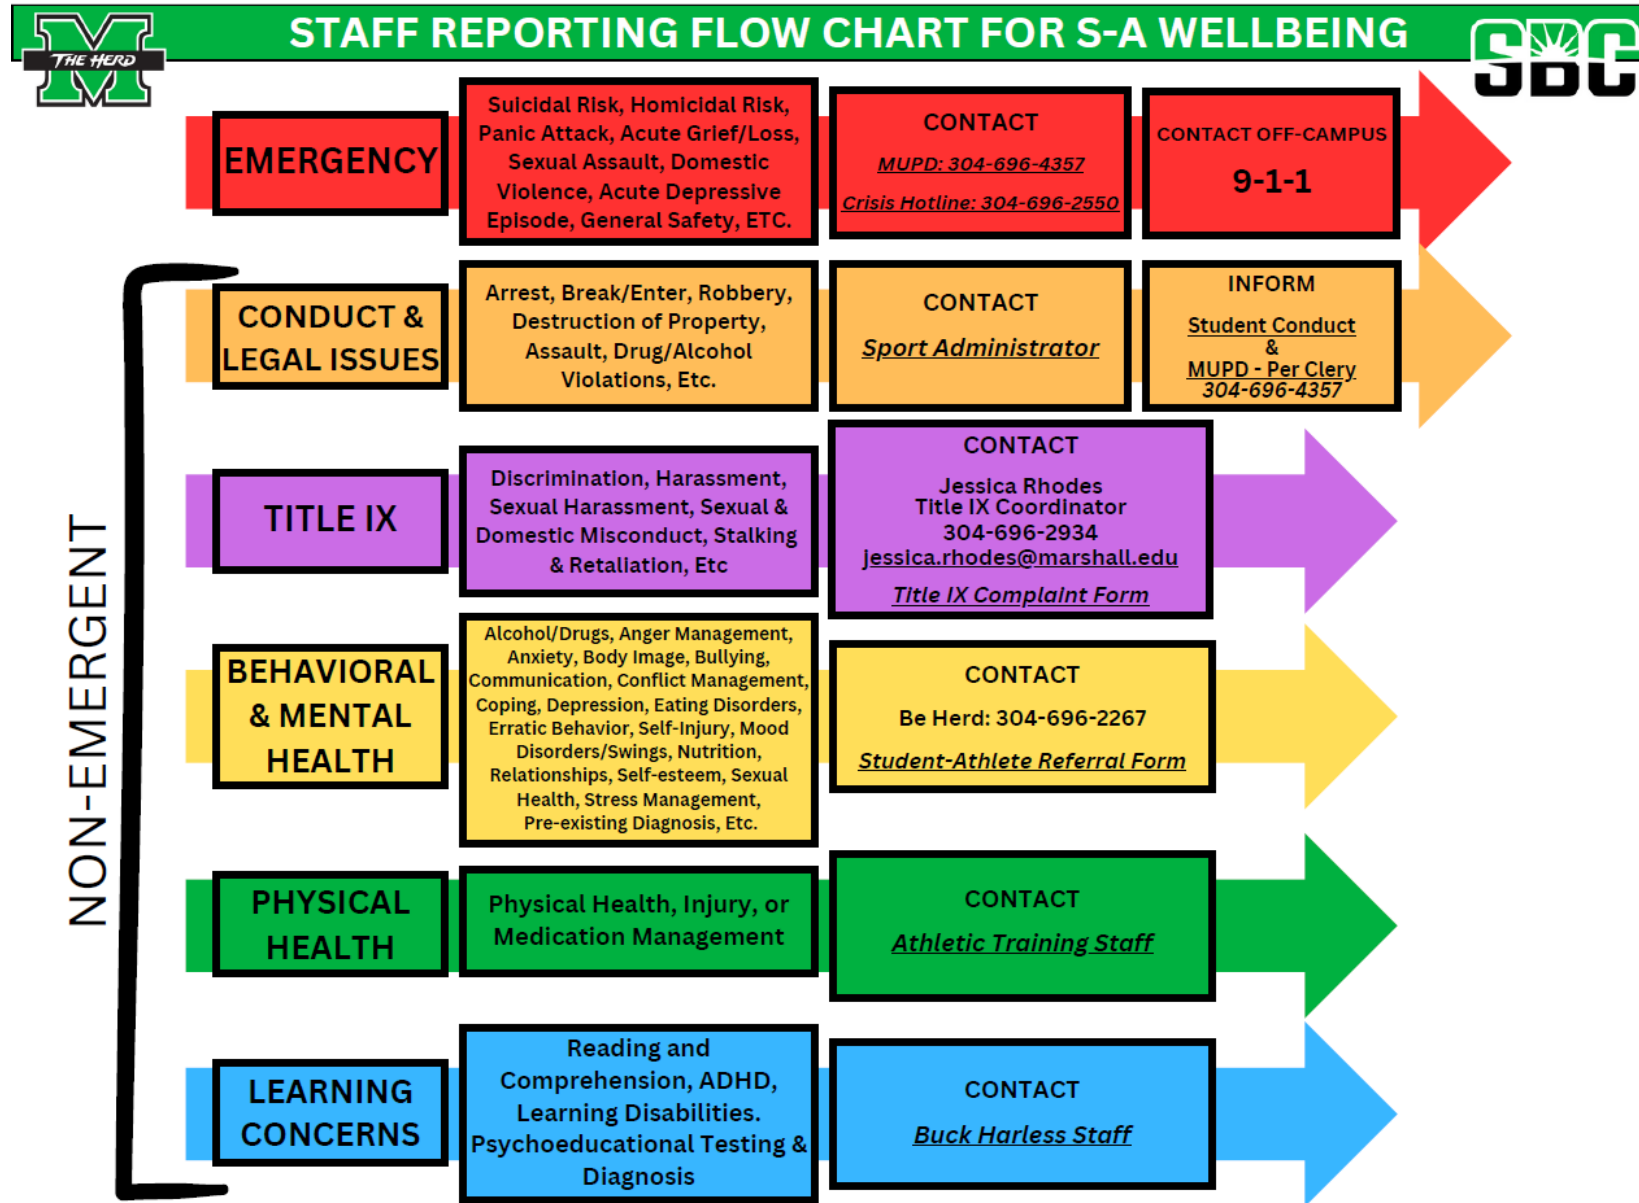 STAFF REPORTING FLOW CHART FOR S-A WELLBEING
M
THE HERD
SBC
EMERGENCY
Suicidal Risk, Homicidal Risk,
Panic Attack, Acute Grief/Loss,
Sexual Assault, Domestic
Violence, Acute Depressive
Episode, General Safety, ETC.
CONTACT
MUPD: 304-696-4357
Crisis Hotline: 304-696-2550
CONTACT OFF-CAMPUS
9-1-1
NON-EMERGENT
CONDUCT &
LEGAL ISSUES
Arrest, Break/Enter, Robbery,
Destruction of Property,
Assault, Drug/Alcohol
Violations, Etc.
CONTACT
Sport Administrator
INFORM
Student Conduct
&
MUPD - Per Clery
304-696-4357
TITLE IX
Discrimination, Harassment,
Sexual Harassment, Sexual &
Domestic Misconduct, Stalking
& Retaliation, Etc
CONTACT
Jessica Rhodes
Title IX Coordinator
304-696-2934
jessica.rhodes@marshall.edu
Title IX Complaint Form
BEHAVIORAL
& MENTAL
HEALTH
Alcohol/Drugs, Anger Management,
Anxiety, Body Image, Bullying,
Communication, Conflict Management,
Coping, Depression, Eating Disorders,
Erratic Behavior, Self-Injury, Mood
Disorders/Swings, Nutrition,
Relationships, Self-esteem, Sexual
Health, Stress Management,
Pre-existing Diagnosis, Etc.
CONTACT
Be Herd: 304-696-2267
Student-Athlete Referral Form
PHYSICAL
HEALTH
Physical Health, Injury, or
Medication Management
CONTACT
Athletic Training Staff
LEARNING
CONCERNS
Reading and
Comprehension, ADHD,
Learning Disabilities.
Psychoeducational Testing &
Diagnosis
CONTACT
Buck Harless Staff